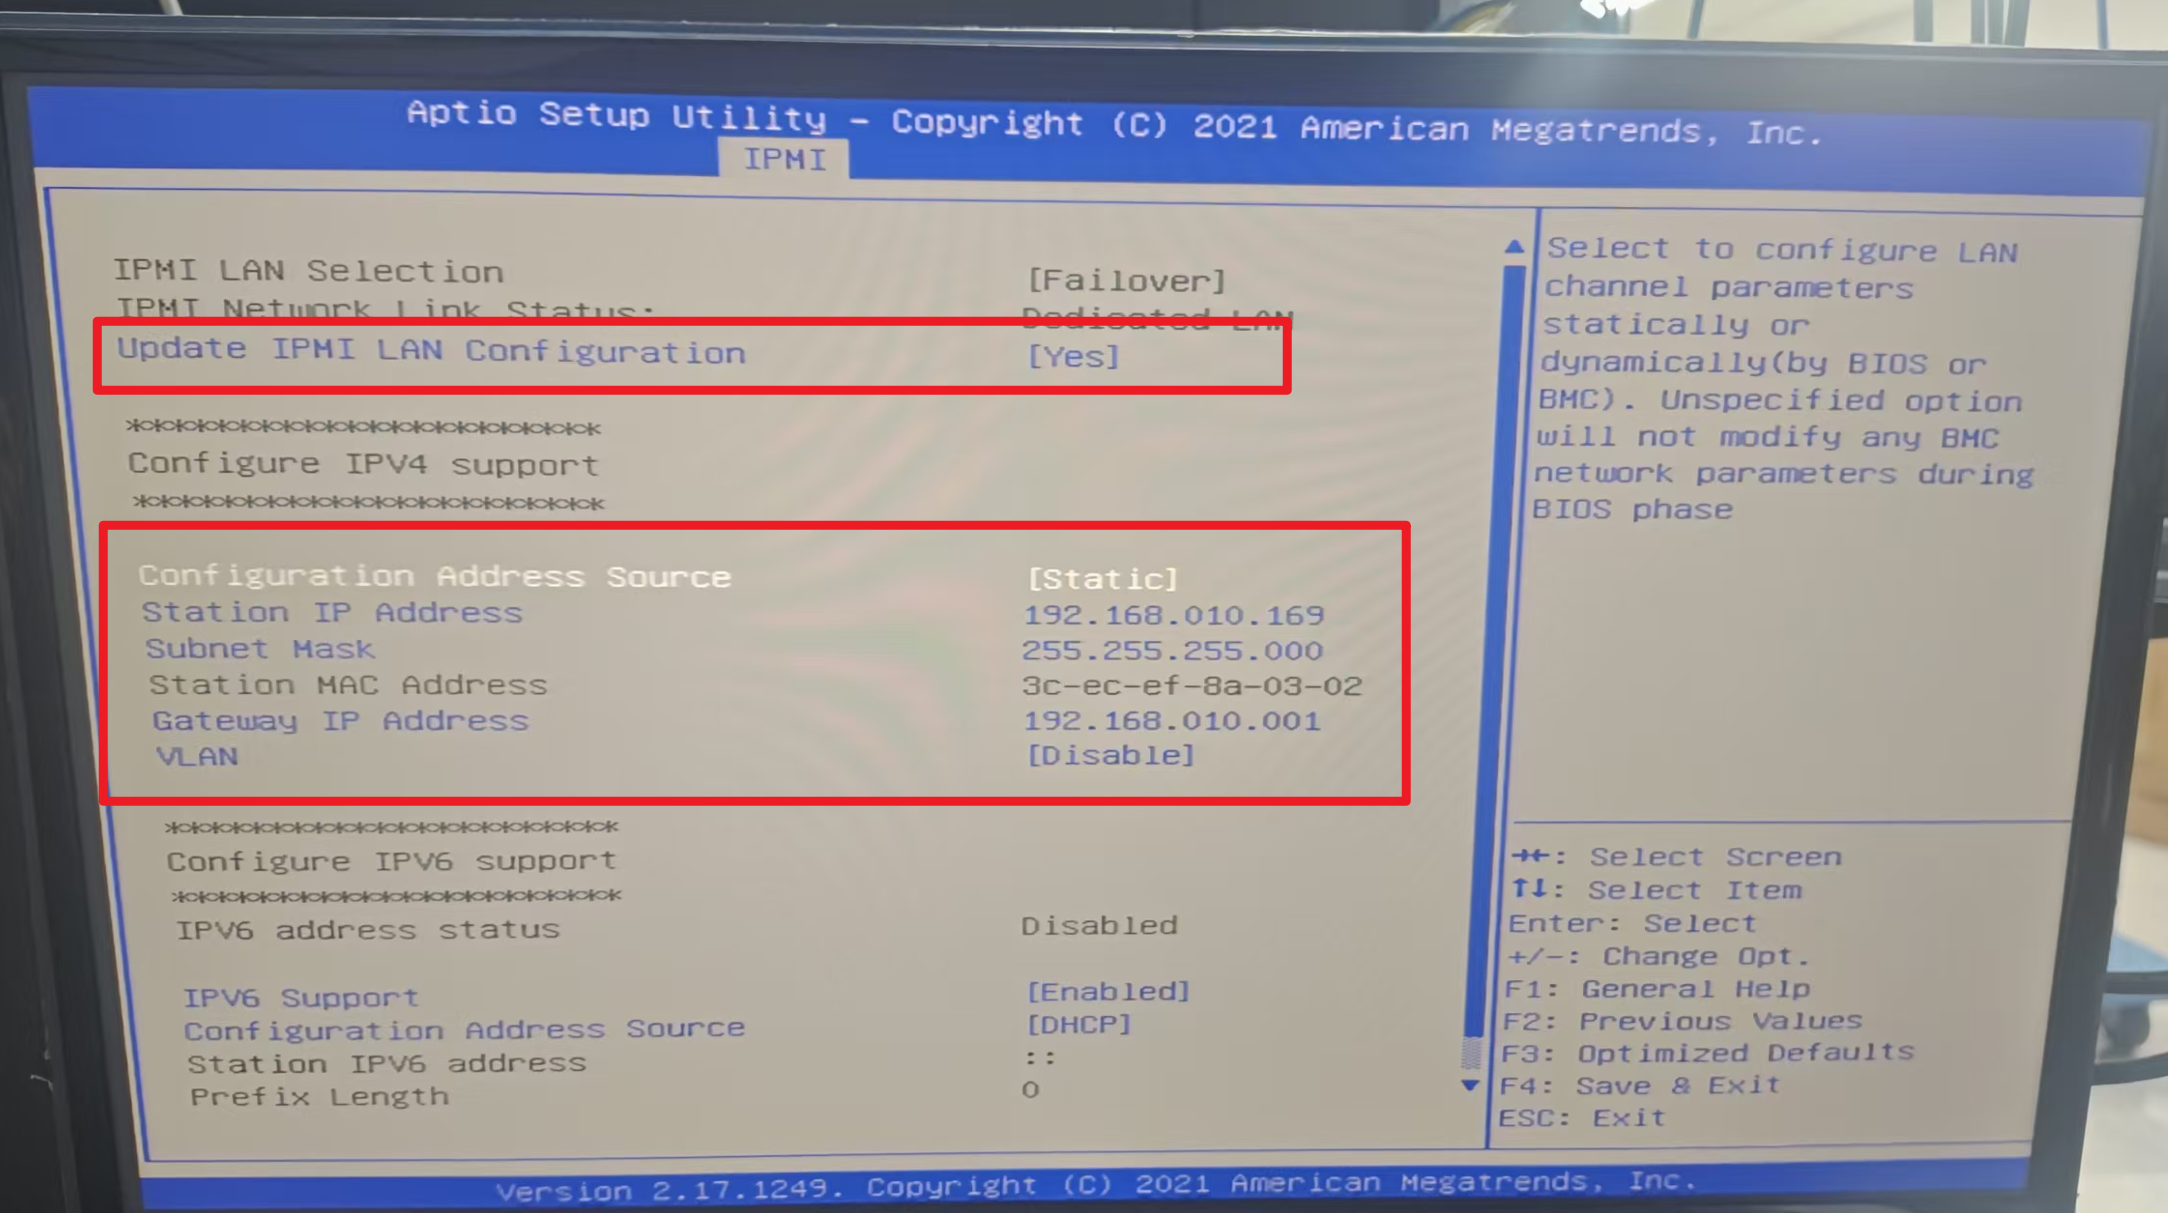 Aptio Setup Utility - Copyright (C) 2021 American Megatrends, Inc.
IPMI
IPMI LAN Selection [Failover]
IPMI Network Link Status: Dedicated LAN
Update IPMI LAN Configuration [Yes]
**********************
Configure IPV4 support
**********************
Configuration Address Source [Static]
Station IP Address 192.168.010.169
Subnet Mask 255.255.255.000
Station MAC Address 3c-ec-ef-8a-03-02
Gateway IP Address 192.168.010.001
VLAN [Disable]
**********************
Configure IPV6 support
**********************
IPV6 address status Disabled
IPV6 Support [Enabled]
Configuration Address Source [DHCP]
Station IPV6 address ::
Prefix Length 0
Select to configure LAN
channel parameters
statically or
dynamically(by BIOS or
BMC). Unspecified option
will not modify any BMC
network parameters during
BIOS phase
→←: Select Screen
↑↓: Select Item
Enter: Select
+/-: Change Opt.
F1: General Help
F2: Previous Values
F3: Optimized Defaults
F4: Save & Exit
ESC: Exit
Version 2.17.1249. Copyright (C) 2021 American Megatrends, Inc.